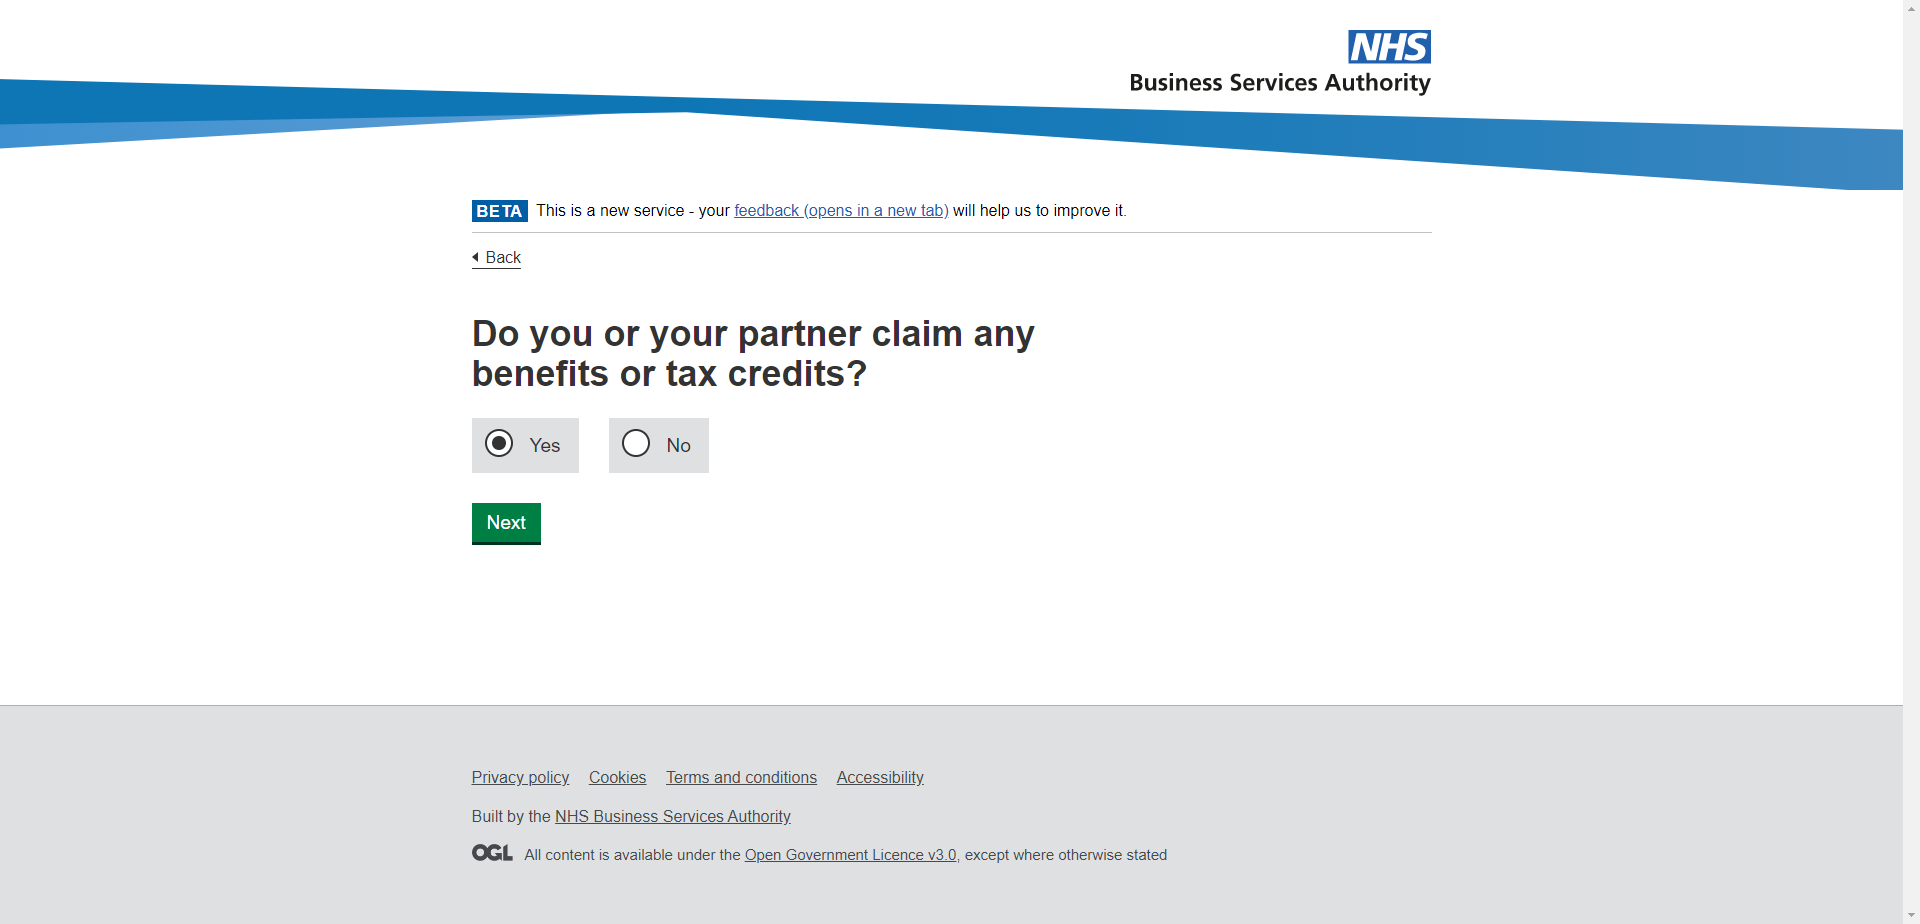 NHS
Business Services Authority
BETA This is a new service - your feedback (opens in a new tab) will help us to improve it.
Back
Do you or your partner claim any
benefits or tax credits?
Yes No
Next
Privacy policy Cookies Terms and conditions Accessibility
Built by the NHS Business Services Authority
OGL All content is available under the Open Government Licence v3.0, except where otherwise stated